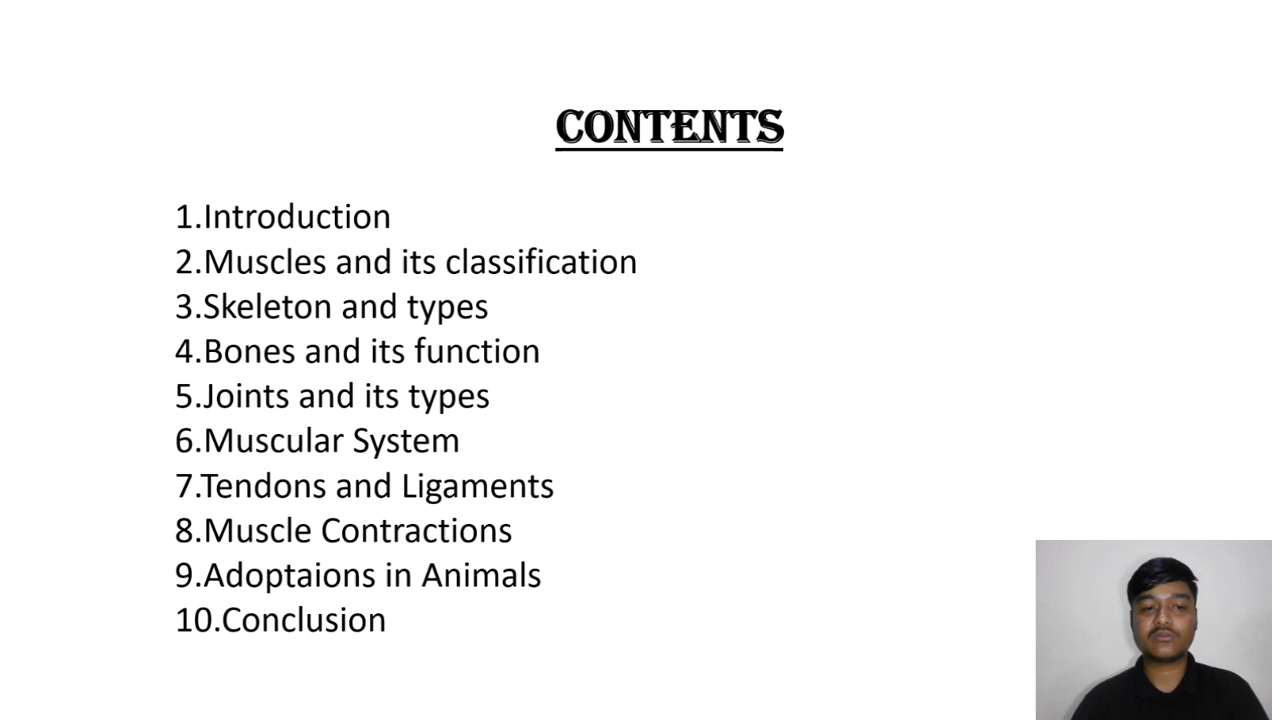 CONTENTS
1.Introduction
2.Muscles and its classification
3.Skeleton and types
4.Bones and its function
5.Joints and its types
6.Muscular System
7.Tendons and Ligaments
8.Muscle Contractions
9.Adoptaions in Animals
10.Conclusion